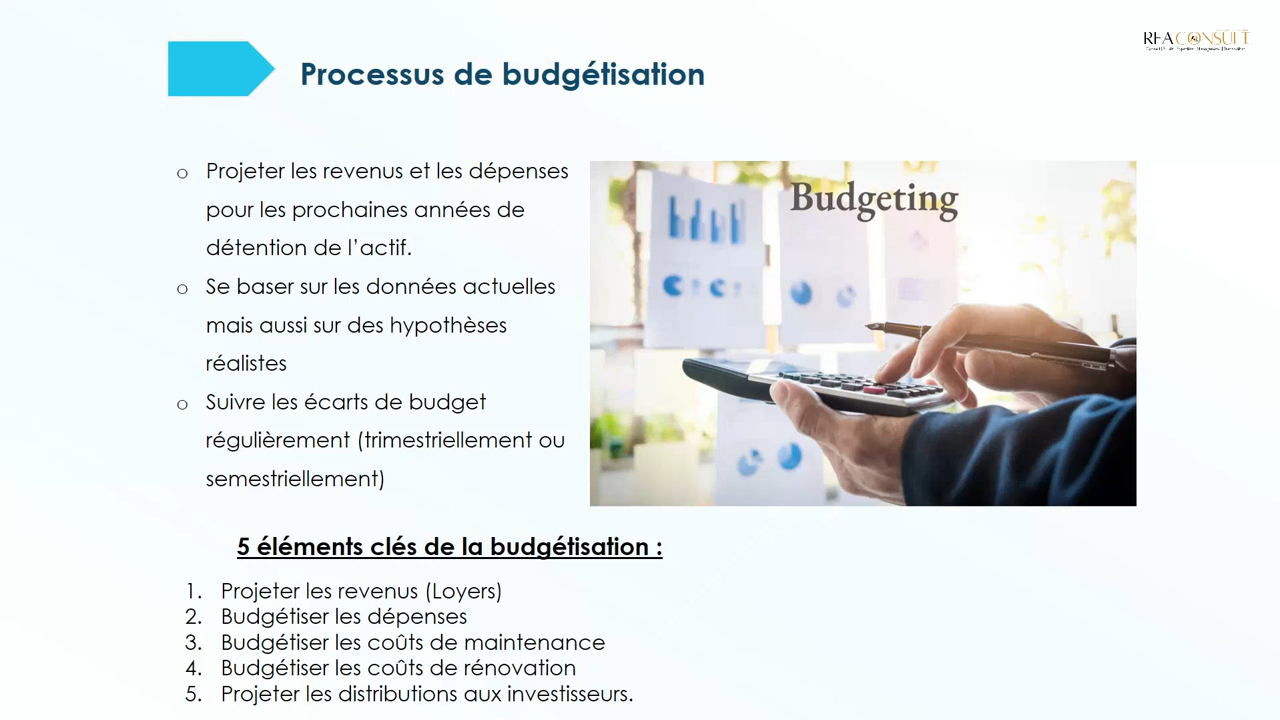 REA CONSULT
Processus de budgétisation
o Projeter les revenus et les dépenses
pour les prochaines années de
détention de l’actif.
o Se baser sur les données actuelles
mais aussi sur des hypothèses
réalistes
o Suivre les écarts de budget
régulièrement (trimestriellement ou
semestriellement)
Budgeting
5 éléments clés de la budgétisation :
1. Projeter les revenus (Loyers)
2. Budgétiser les dépenses
3. Budgétiser les coûts de maintenance
4. Budgétiser les coûts de rénovation
5. Projeter les distributions aux investisseurs.